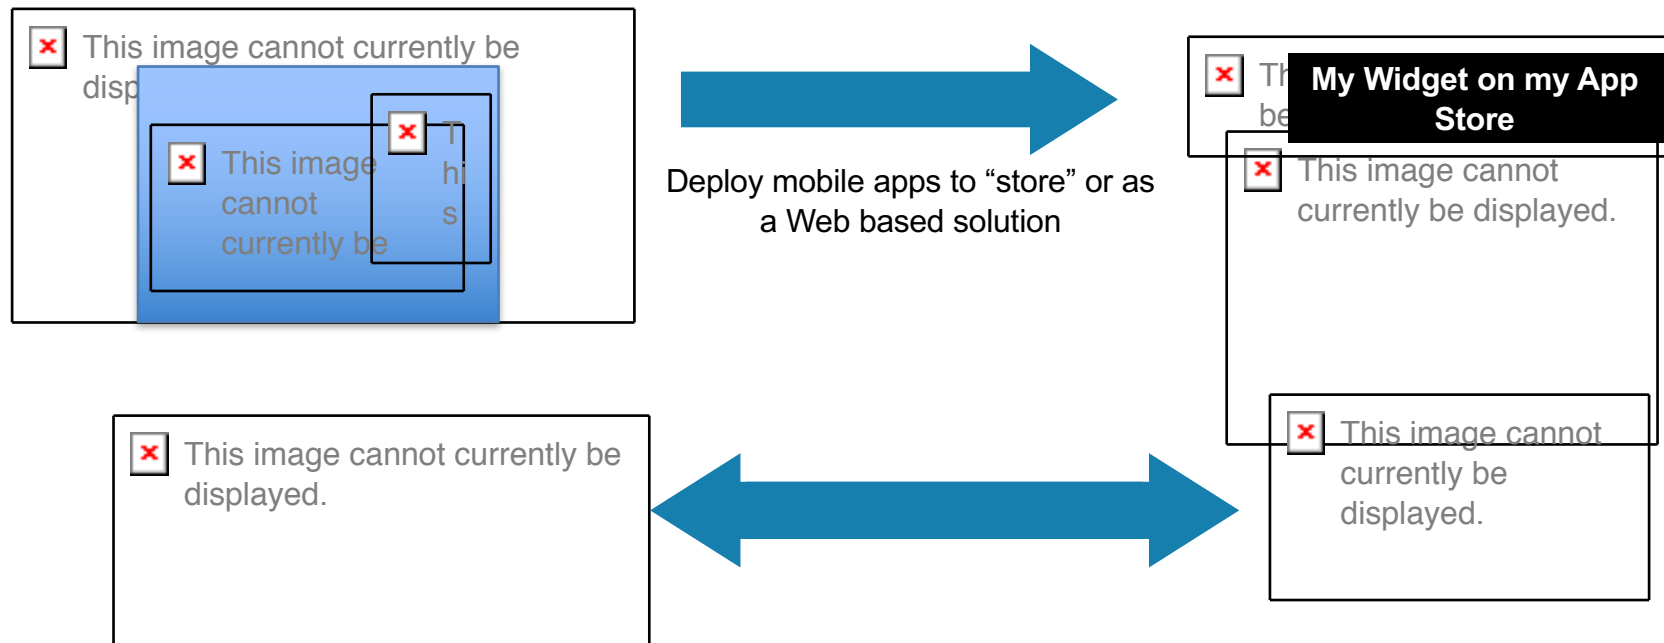 This image cannot currently be
disp
This image
cannot
currently be
T
hi
s
Deploy mobile apps to “store” or as
a Web based solution
Th
be
My Widget on my App
Store
This image cannot
currently be displayed.
This image cannot currently be
displayed.
This image cannot
currently be
displayed.